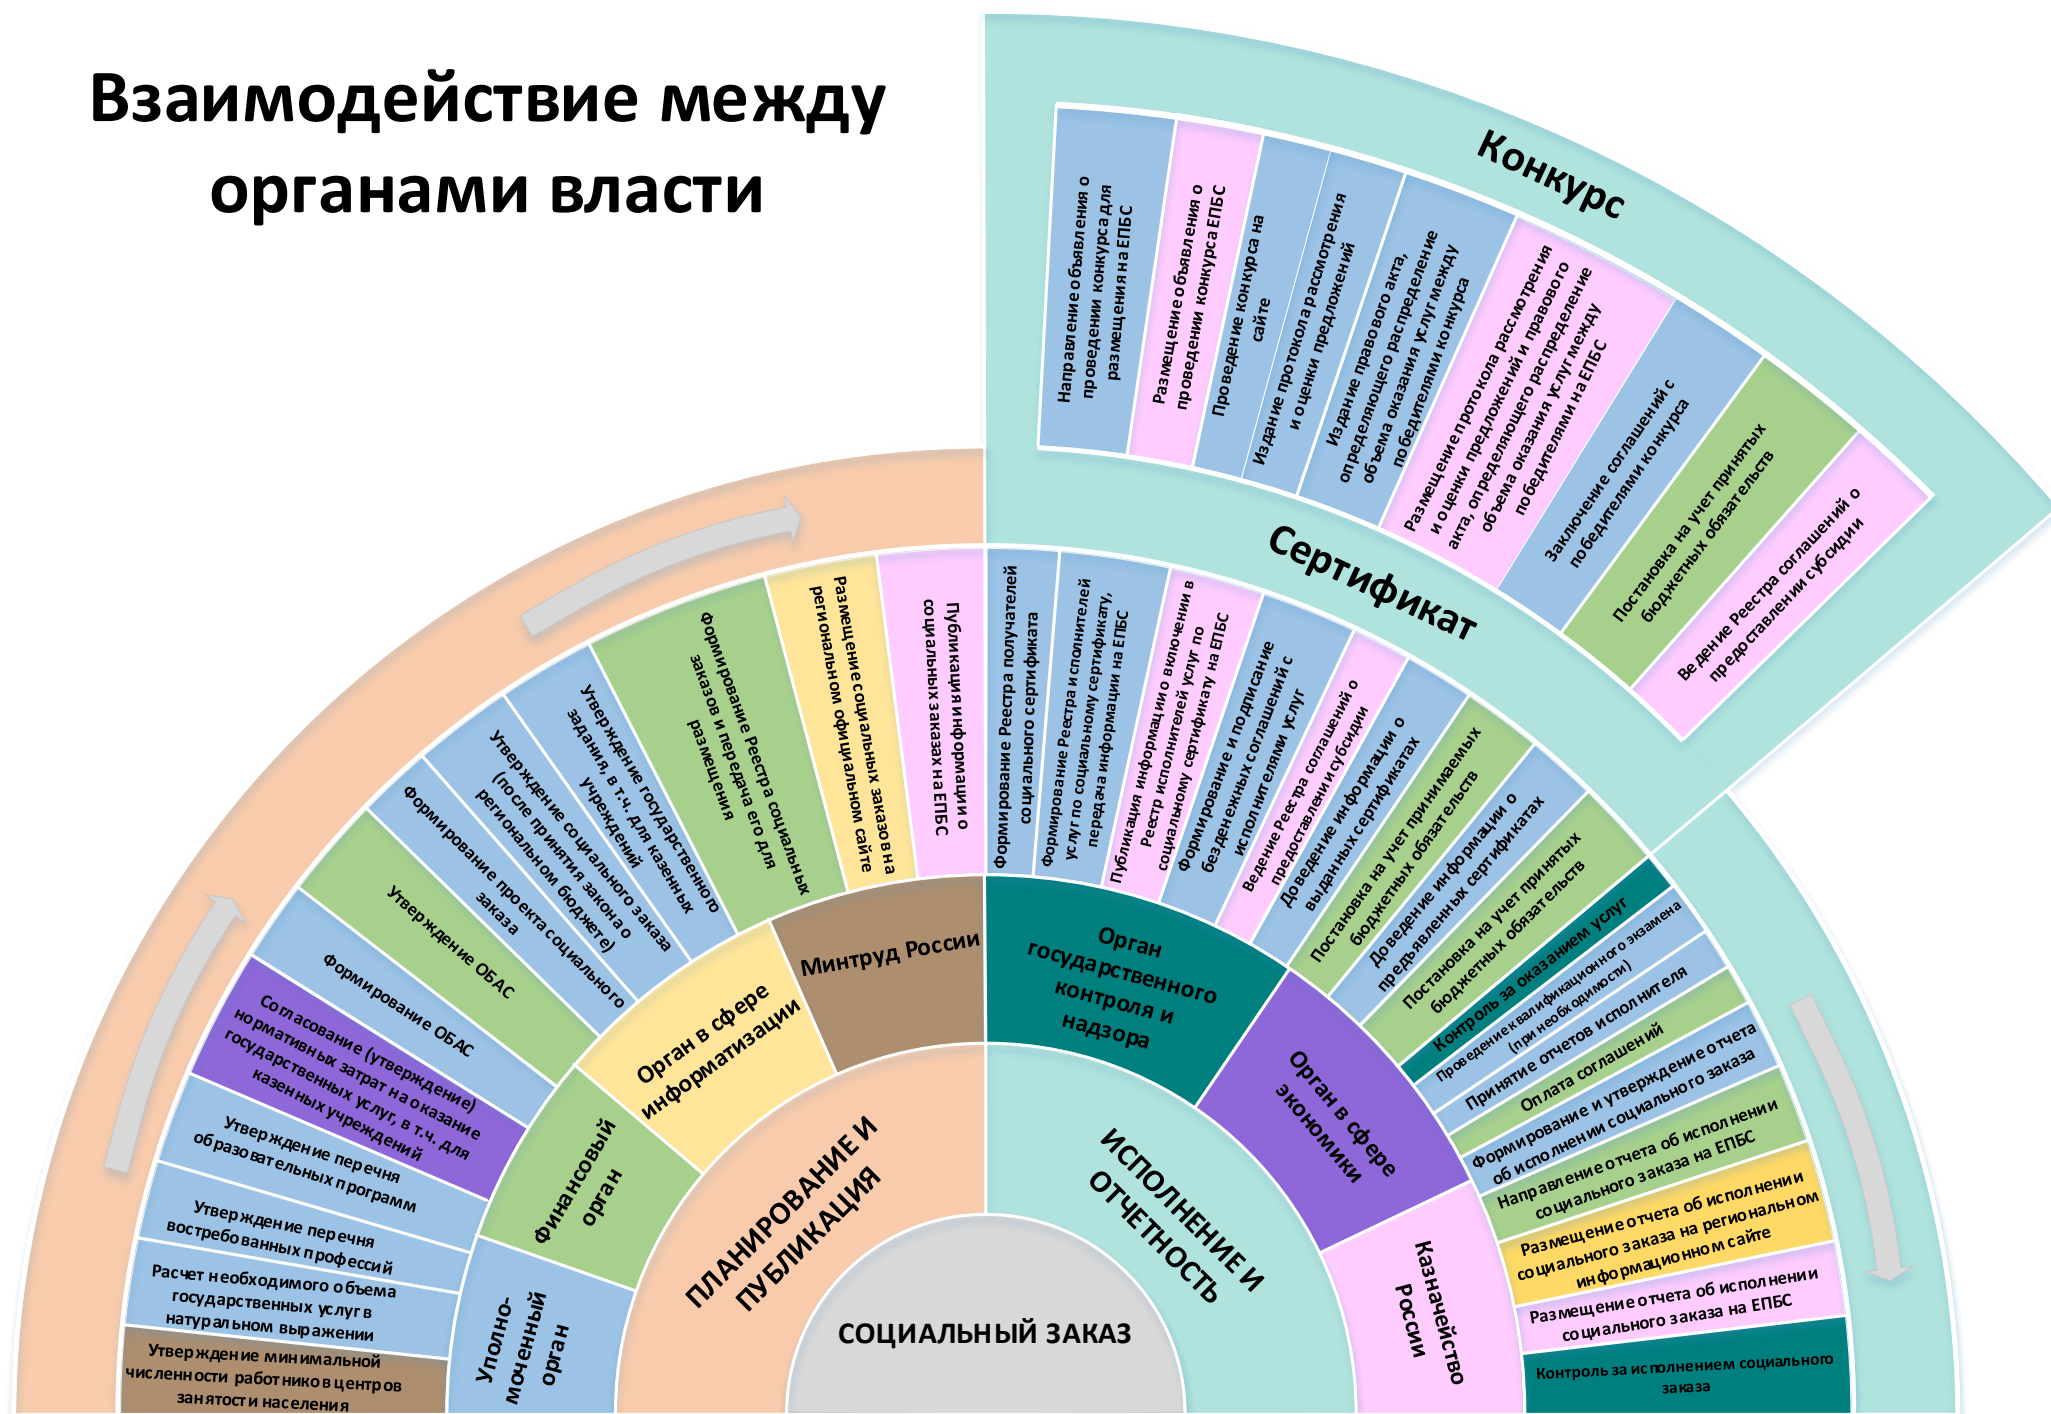 Взаимодействие между
органами власти
Конкурс
Направление объявления о
проведении конкурса для
размещения на ЕПБС
Размещение объявления о
проведении конкурса ЕПБС
Проведение конкурса на
сайте
Издание протокола рассмотрения
и оценки предложений
Издание правового акта,
определяющего распределение
объема оказания услуг между
победителями конкурса
Размещение протокола рассмотрения
и оценки предложений и правового
акта, определяющего распределение
объема оказания услуг между
победителями на ЕПБС
Заключение соглашений с
победителями конкурса
Постановка на учет принятых
бюджетных обязательств
Ведение Реестра соглашений о
предоставлении субсидии
Сертификат
Формирование Реестра получателей
социального сертификата
Формирование Реестра исполнителей
услуг по социальному сертификату,
передача информации на ЕПБС
Публикация информацию включении в
Реестр исполнителей услуг по
социальному сертификату на ЕПБС
Формирование и подписание
безденежных соглашений с
исполнителями услуг
Ведение Реестра соглашений о
предоставлении субсидии
Доведение информации о
выданных сертификатах
Постановка на учет принимаемых
бюджетных обязательств
Доведение информации о
предъявленных сертификатах
Постановка на учет принятых
бюджетных обязательств
Контроль за оказанием услуг
Проведение квалификационного экзамена
(при необходимости)
Принятие отчетов исполнителя
Оплата соглашений
Формирование и утверждение отчета
об исполнении социального заказа
Направление отчета об исполнении
социального заказа на ЕПБС
Размещение отчета об исполнении
социального заказа на региональном
информационном сайте
Размещение отчета об исполнении
социального заказа на ЕПБС
Контроль за исполнением социального
заказа
Утверждение минимальной
численности работников центров
занятости населения
Расчет необходимого объема
государственных услуг в
натуральном выражении
Утверждение перечня
востребованных профессий
Утверждение перечня
образовательных программ
Согласование (утверждение)
нормативных затрат на оказание
государственных услуг, в т.ч. для
казенных учреждений
Формирование ОБАС
Утверждение ОБАС
Формирование проекта социального
заказа
Утверждение социального заказа
(после принятия закона о
региональном бюджете)
Утверждение государственного
задания, в т.ч. для казенных
учреждений
Формирование Реестра социальных
заказов и передача его для
размещения
Размещение социальных заказов на
региональном официальном сайте
Публикация информации о
социальных заказах на ЕПБС
Уполно-
моченный
орган
Финансовый
орган
Орган в сфере
информатизации
Минтруд России
Орган
государственного
контроля и
надзора
Орган в сфере
экономики
Казначейство
России
ПЛАНИРОВАНИЕ И
ПУБЛИКАЦИЯ
ИСПОЛНЕНИЕ И
ОТЧЕТНОСТЬ
СОЦИАЛЬНЫЙ ЗАКАЗ